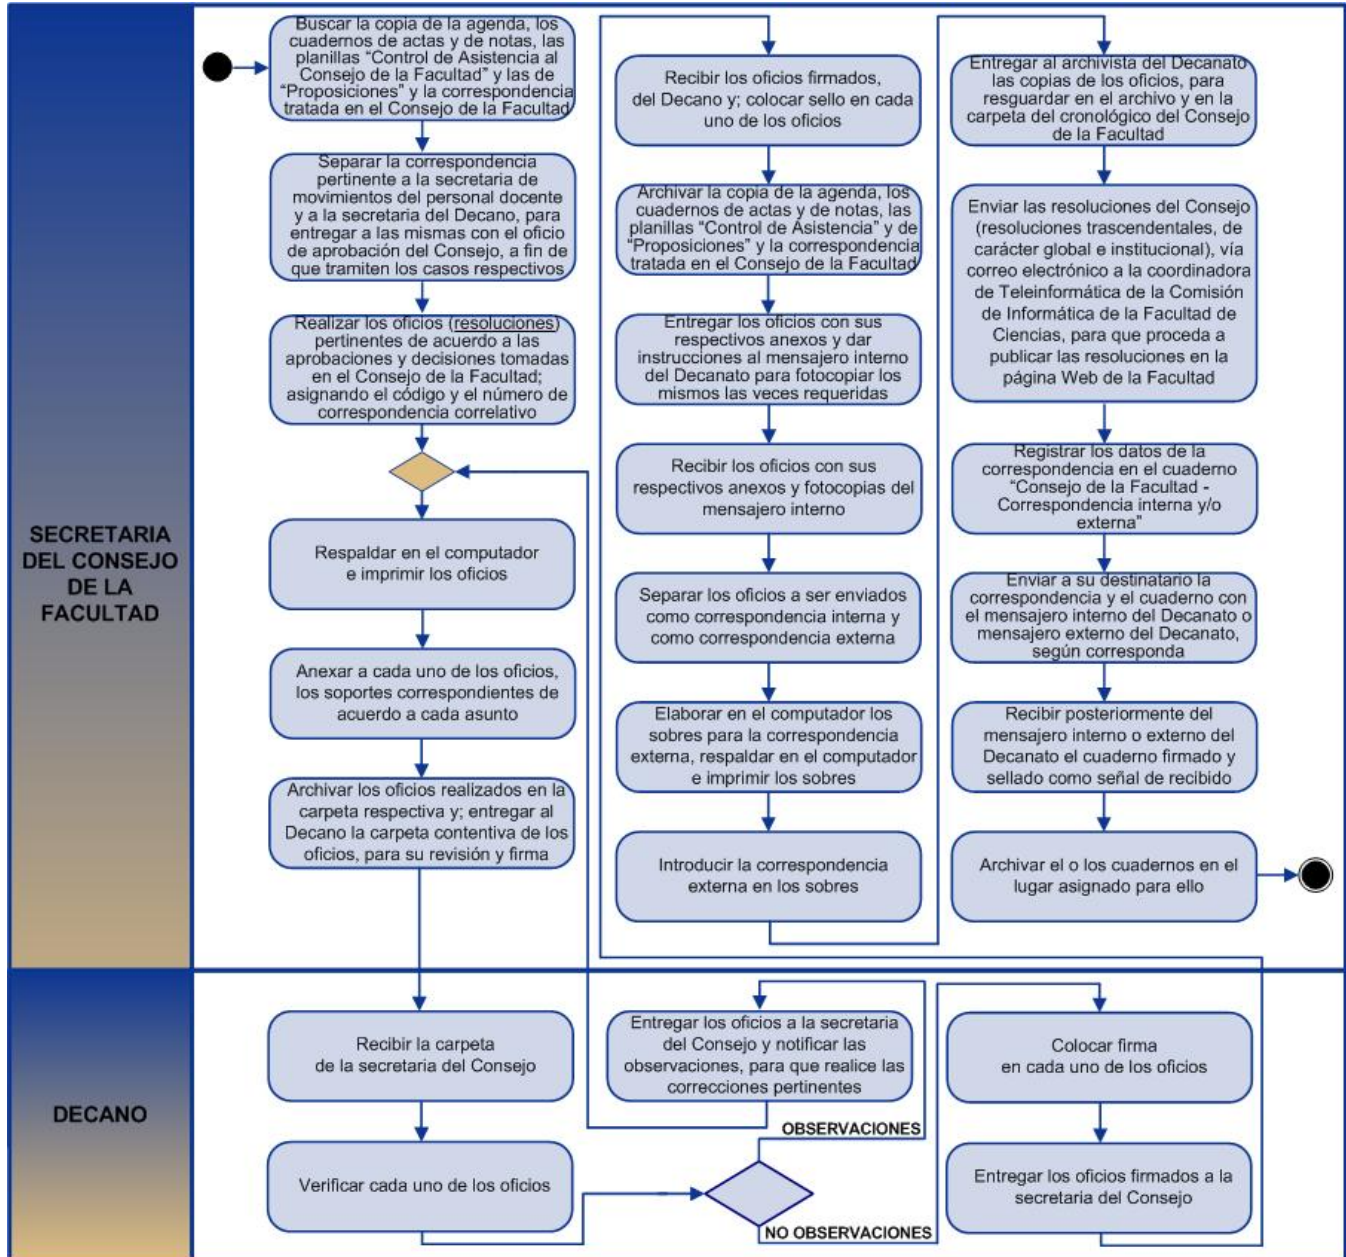 SECRETARIA
DEL CONSEJO
DE LA
FACULTAD
Buscar la copia de la agenda, los
cuadernos de actas y de notas, las
planillas “Control de Asistencia al
Consejo de la Facultad” y las de
“Proposiciones” y la correspondencia
tratada en el Consejo de la Facultad
Separar la correspondencia
pertinente a la secretaria de
movimientos del personal docente
y a la secretaria del Decano, para
entregar a las mismas con el oficio
de aprobación del Consejo, a fin de
que tramiten los casos respectivos
Realizar los oficios (resoluciones)
pertinentes de acuerdo a las
aprobaciones y decisiones tomadas
en el Consejo de la Facultad;
asignando el código y el número de
correspondencia correlativo
Respaldar en el computador
e imprimir los oficios
Anexar a cada uno de los oficios,
los soportes correspondientes de
acuerdo a cada asunto
Archivar los oficios realizados en la
carpeta respectiva y; entregar al
Decano la carpeta contentiva de los
oficios, para su revisión y firma
Recibir los oficios firmados,
del Decano y; colocar sello en cada
uno de los oficios
Archivar la copia de la agenda, los
cuadernos de actas y de notas, las
planillas “Control de Asistencia” y de
“Proposiciones” y la correspondencia
tratada en el Consejo de la Facultad
Entregar los oficios con sus
respectivos anexos y dar
instrucciones al mensajero interno
del Decanato para fotocopiar los
mismos las veces requeridas
Recibir los oficios con sus
respectivos anexos y fotocopias del
mensajero interno
Separar los oficios a ser enviados
como correspondencia interna y
como correspondencia externa
Elaborar en el computador los
sobres para la correspondencia
externa, respaldar en el computador
e imprimir los sobres
Introducir la correspondencia
externa en los sobres
Entregar al archivista del Decanato
las copias de los oficios, para
resguardar en el archivo y en la
carpeta del cronológico del Consejo
de la Facultad
Enviar las resoluciones del Consejo
(resoluciones trascendentales, de
carácter global e institucional), vía
correo electrónico a la coordinadora
de Teleinformática de la Comisión
de Informática de la Facultad de
Ciencias, para que proceda a
publicar las resoluciones en la
página Web de la Facultad
Registrar los datos de la
correspondencia en el cuaderno
“Consejo de la Facultad -
Correspondencia interna y/o
externa”
Enviar a su destinatario la
correspondencia y el cuaderno con
el mensajero interno del Decanato o
mensajero externo del Decanato,
según corresponda
Recibir posteriormente del
mensajero interno o externo del
Decanato el cuaderno firmado y
sellado como señal de recibido
Archivar el o los cuadernos en el
lugar asignado para ello
DECANO
Recibir la carpeta
de la secretaria del Consejo
Verificar cada uno de los oficios
Entregar los oficios a la secretaria
del Consejo y notificar las
observaciones, para que realice las
correcciones pertinentes
OBSERVACIONES
NO OBSERVACIONES
Colocar firma
en cada uno de los oficios
Entregar los oficios firmados a la
secretaria del Consejo